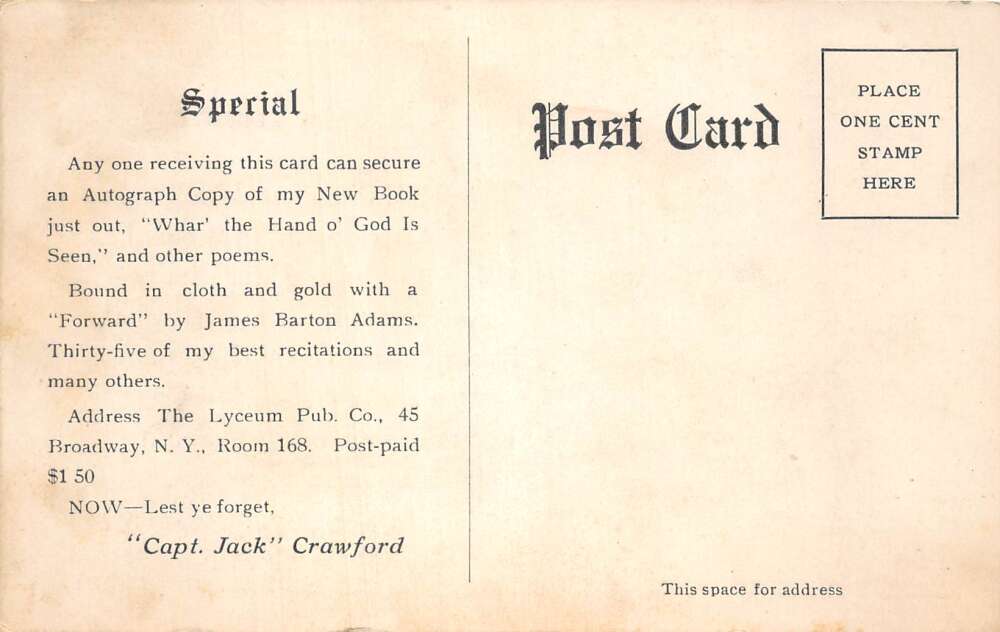 Special
Any one receiving this card can secure
an Autograph Copy of my New Book
just out, "Whar' the Hand o' God Is
Seen," and other poems.
Bound in cloth and gold with a
"Forward" by James Barton Adams.
Thirty-five of my best recitations and
many others.
Address The Lyceum Pub. Co., 45
Broadway, N. Y., Room 168. Post-paid
$1 50
NOW—Lest ye forget,
"Capt. Jack" Crawford
Post Card
PLACE
ONE CENT
STAMP
HERE
This space for address